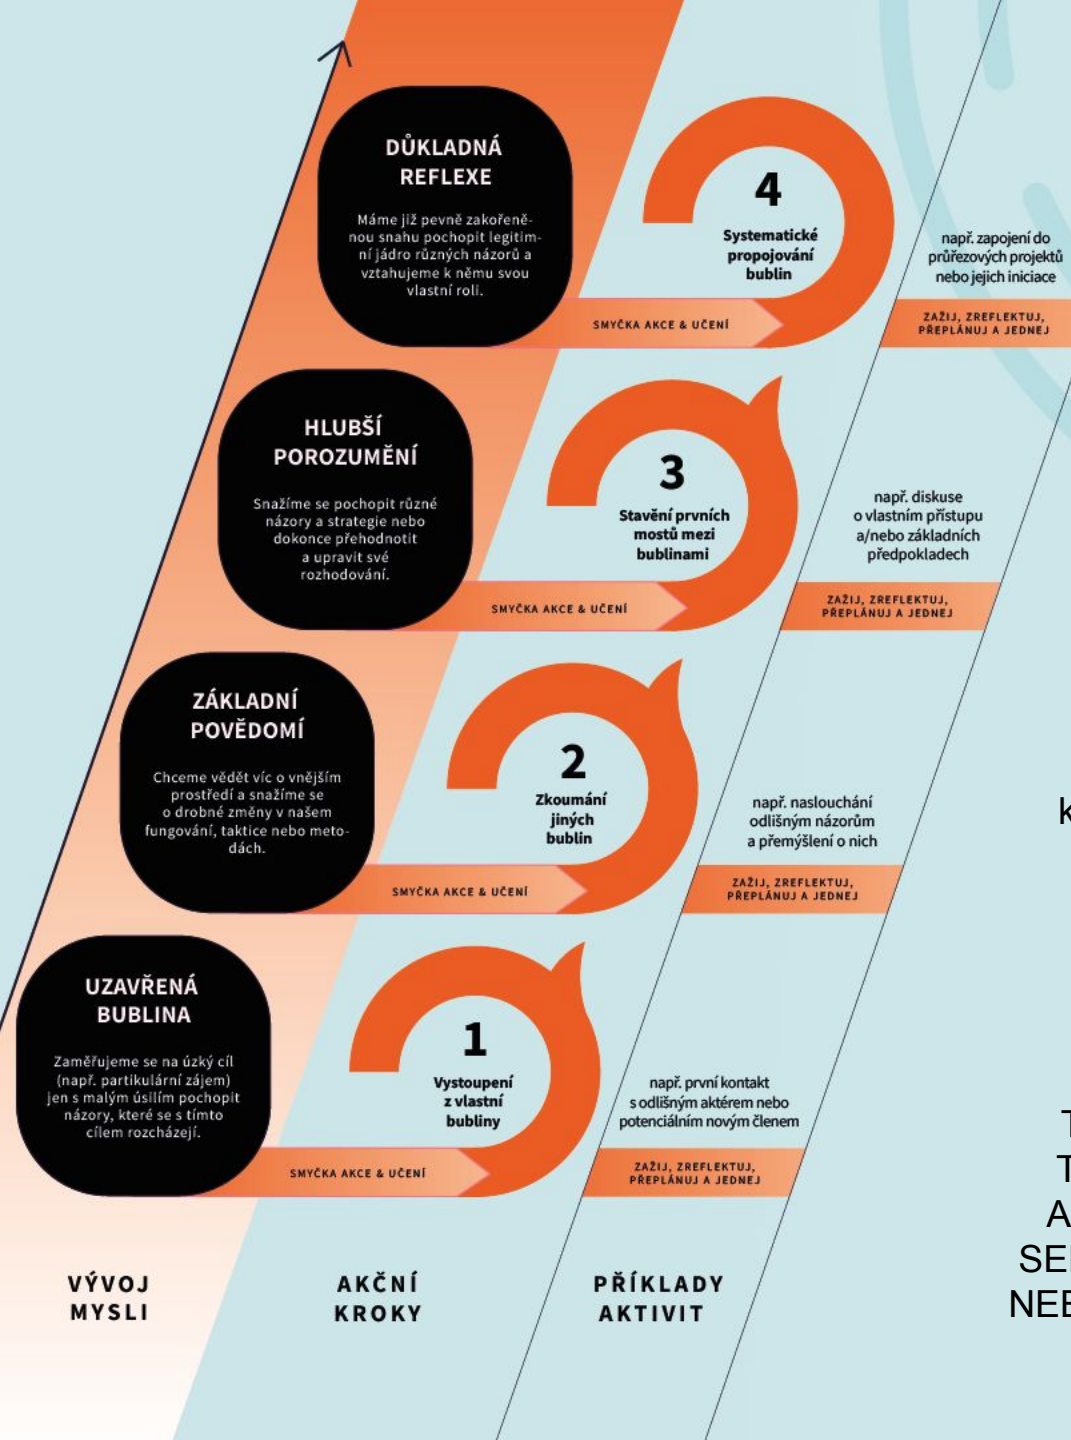 DŮKLADNÁ
REFLEXE
Máme již pevně zakořeně-
nou snahu pochopit legitim-
ní jádro různých názorů a
vztahujeme k němu svou
vlastní roli.
4
Systematické
propojování
bublin
SMYČKA AKCE & UČENÍ
např. zapojení do
průřezových projektů
nebo jejich iniciace
ZAŽIJ, ZREFLEKTUJ,
PŘEPLÁNUJ A JEDNEJ
HLUBŠÍ
POROZUMĚNÍ
Snažíme se pochopit různé
názory a strategie nebo
dokonce přehodnotit
a upravit své
rozhodování.
3
Stavění prvních
mostů mezi
bublinami
SMYČKA AKCE & UČENÍ
např. diskuse
o vlastním přístupu
a/nebo základních
předpokladech
ZAŽIJ, ZREFLEKTUJ,
PŘEPLÁNUJ A JEDNEJ
ZÁKLADNÍ
POVĚDOMÍ
Chceme vědět víc o vnějším
prostředí a snažíme se
o drobné změny v našem
fungování, taktice nebo meto-
dách.
2
Zkoumání
jiných
bublin
SMYČKA AKCE & UČENÍ
např. naslouchání
odlišným názorům
a přemýšlení o nich
ZAŽIJ, ZREFLEKTUJ,
PŘEPLÁNUJ A JEDNEJ
UZAVŘENÁ
BUBLINA
Zaměřujeme se na úzký cíl
(např. partikulární zájem)
jen s malým úsilím pochopit
názory, které se s tímto
cílem rozcházejí.
1
Vystoupení
z vlastní
bubliny
SMYČKA AKCE & UČENÍ
např. první kontakt
s odlišným aktérem nebo
potenciálním novým členem
ZAŽIJ, ZREFLEKTUJ,
PŘEPLÁNUJ A JEDNEJ
VÝVOJ
MYSLI
AKČNÍ
KROKY
PŘÍKLADY
AKTIVIT